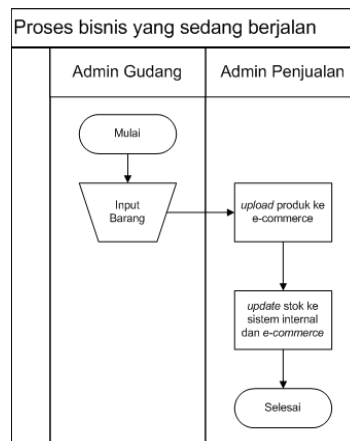 Proses bisnis yang sedang berjalan
Admin Gudang
Admin Penjualan
Mulai
Input
Barang
upload produk ke
e-commerce
update stok ke
sistem internal
dan e-commerce
Selesai